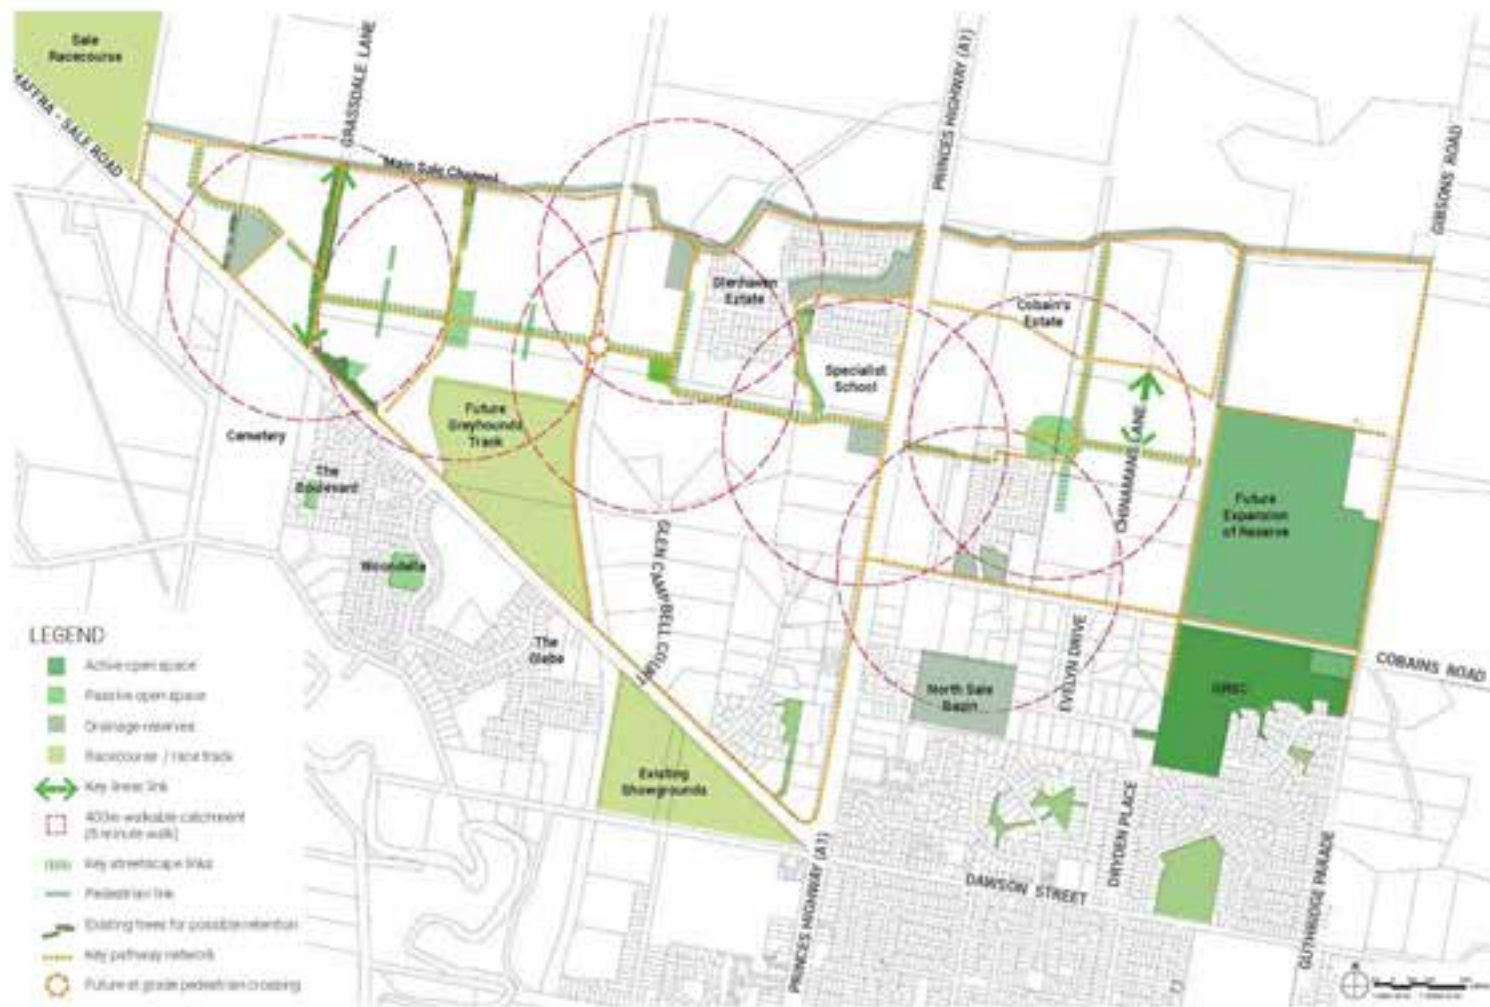 Sale
Racecourse
MAFFRA - SALE ROAD
GRASSDALE LANE
Main Sale Channel
PRINCES HIGHWAY (A1)
GIBSONS ROAD
Glenhaven
Estate
Cobain's
Estate
Specialist
School
Future
Greyhounds
Track
Cemetery
The
Boulevard
CHINAMANS LANE
Future
Expansion
of Reserve
Woondella
GLEN CAMPBELL COURT
The
Glebe
EVELYN DRIVE
COBAINS ROAD
North Sale
Basin
GRSC
Existing
Showgrounds
DRYDEN PLACE
DAWSON STREET
PRINCES HIGHWAY (A1)
GUTHRIDGE PARADE
LEGEND
Active open space
Passive open space
Drainage reserves
Racecourse / race track
Key linear link
400m walkable catchment
(5 minute walk)
Key streetscape links
Pedestrian link
Existing trees for possible retention
Key pathway network
Future at grade pedestrian crossing